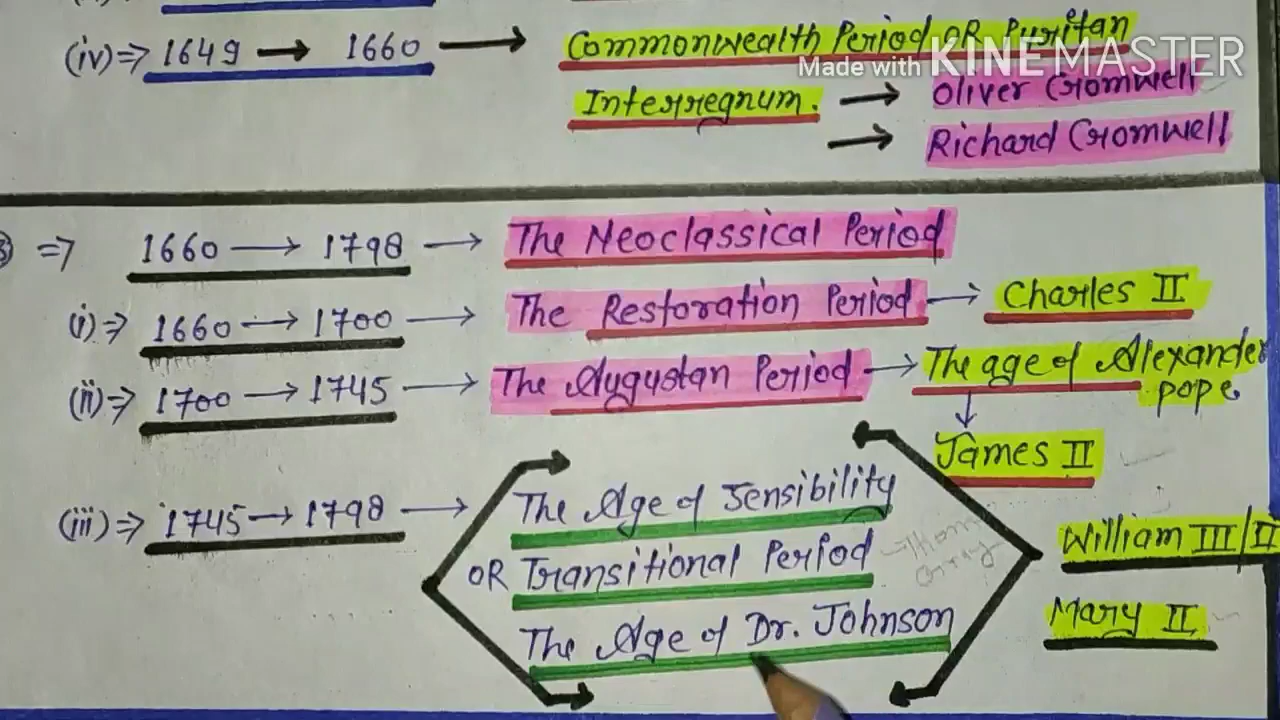 (iv)⇒ 1649 → 1660 → Commonwealth Period OR Puritan
Made with KINEMASTER
Interregnum. → Oliver Cromwell
→ Richard Cromwell
⇒ 1660 → 1798 → The Neoclassical Period
(i)⇒ 1660 → 1700 → The Restoration Period → Charles II
(ii)⇒ 1700 → 1745 → The Augustan Period → The age of Alexander
pope
James II
(iii)⇒ 1745 → 1798 → The Age of Sensibility
OR Transitional Period
William III/II
The Age of Dr. Johnson
Mary II